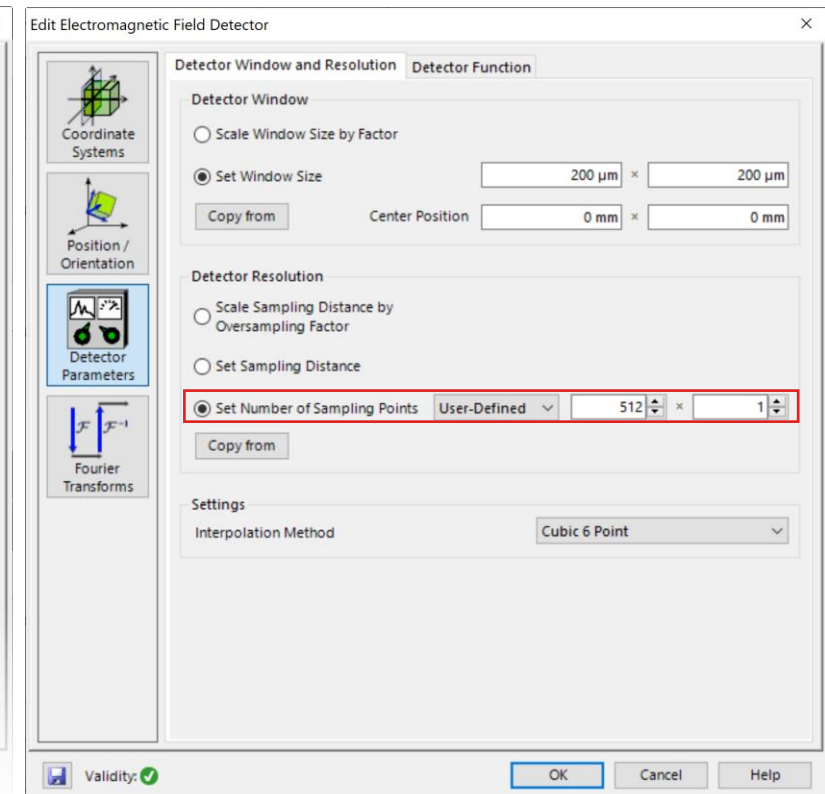 Edit Electromagnetic Field Detector
Coordinate
Systems
Position /
Orientation
Detector
Parameters
Fourier
Transforms
Detector Window and Resolution Detector Function
Detector Window
Scale Window Size by Factor
Set Window Size 200 µm × 200 µm
Copy from Center Position 0 mm × 0 mm
Detector Resolution
Scale Sampling Distance by
Oversampling Factor
Set Sampling Distance
Set Number of Sampling Points User-Defined 512 × 1
Copy from
Settings
Interpolation Method Cubic 6 Point
Validity: OK Cancel Help